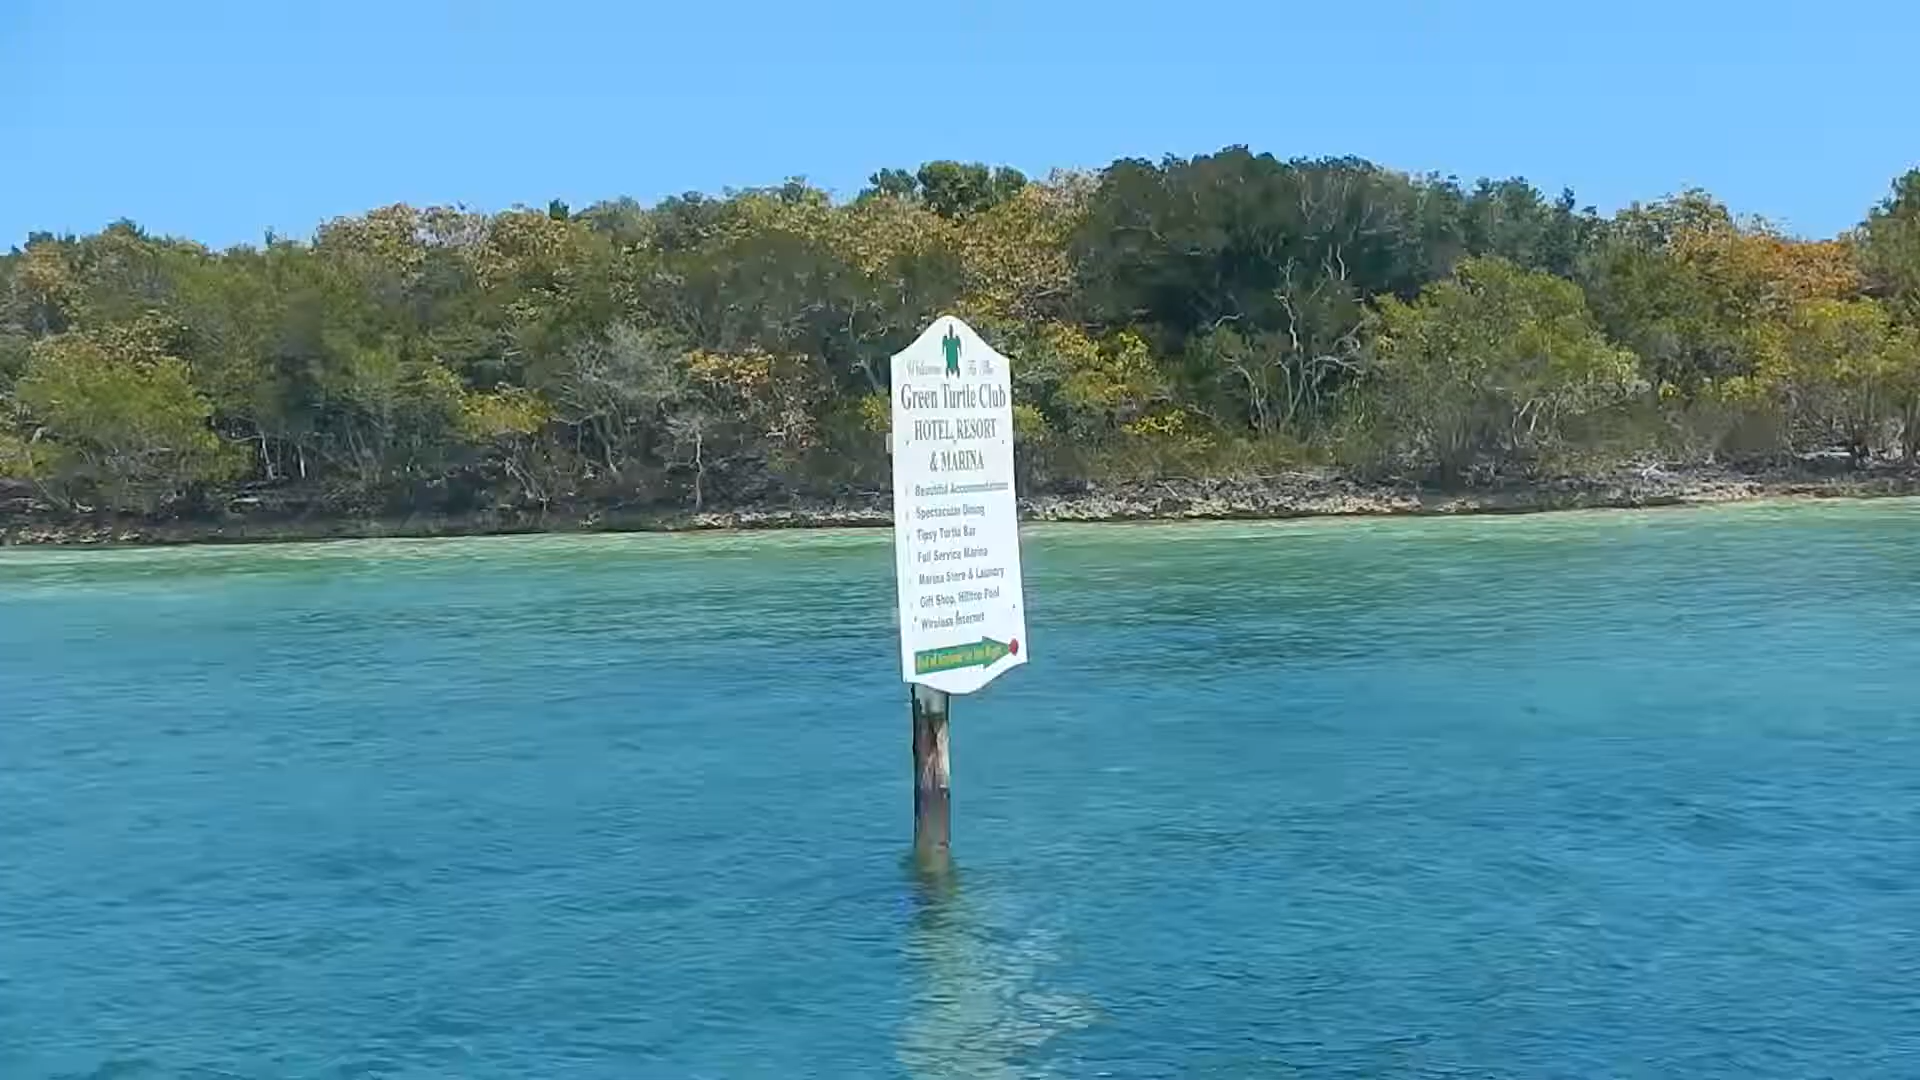 Welcome To The
Green Turtle Club
HOTEL, RESORT
& MARINA
Beautiful Accommodations
Spectacular Dining
Tipsy Turtle Bar
Full Service Marina
Marina Store & Laundry
Gift Shop, Hilltop Pool
Wireless Internet